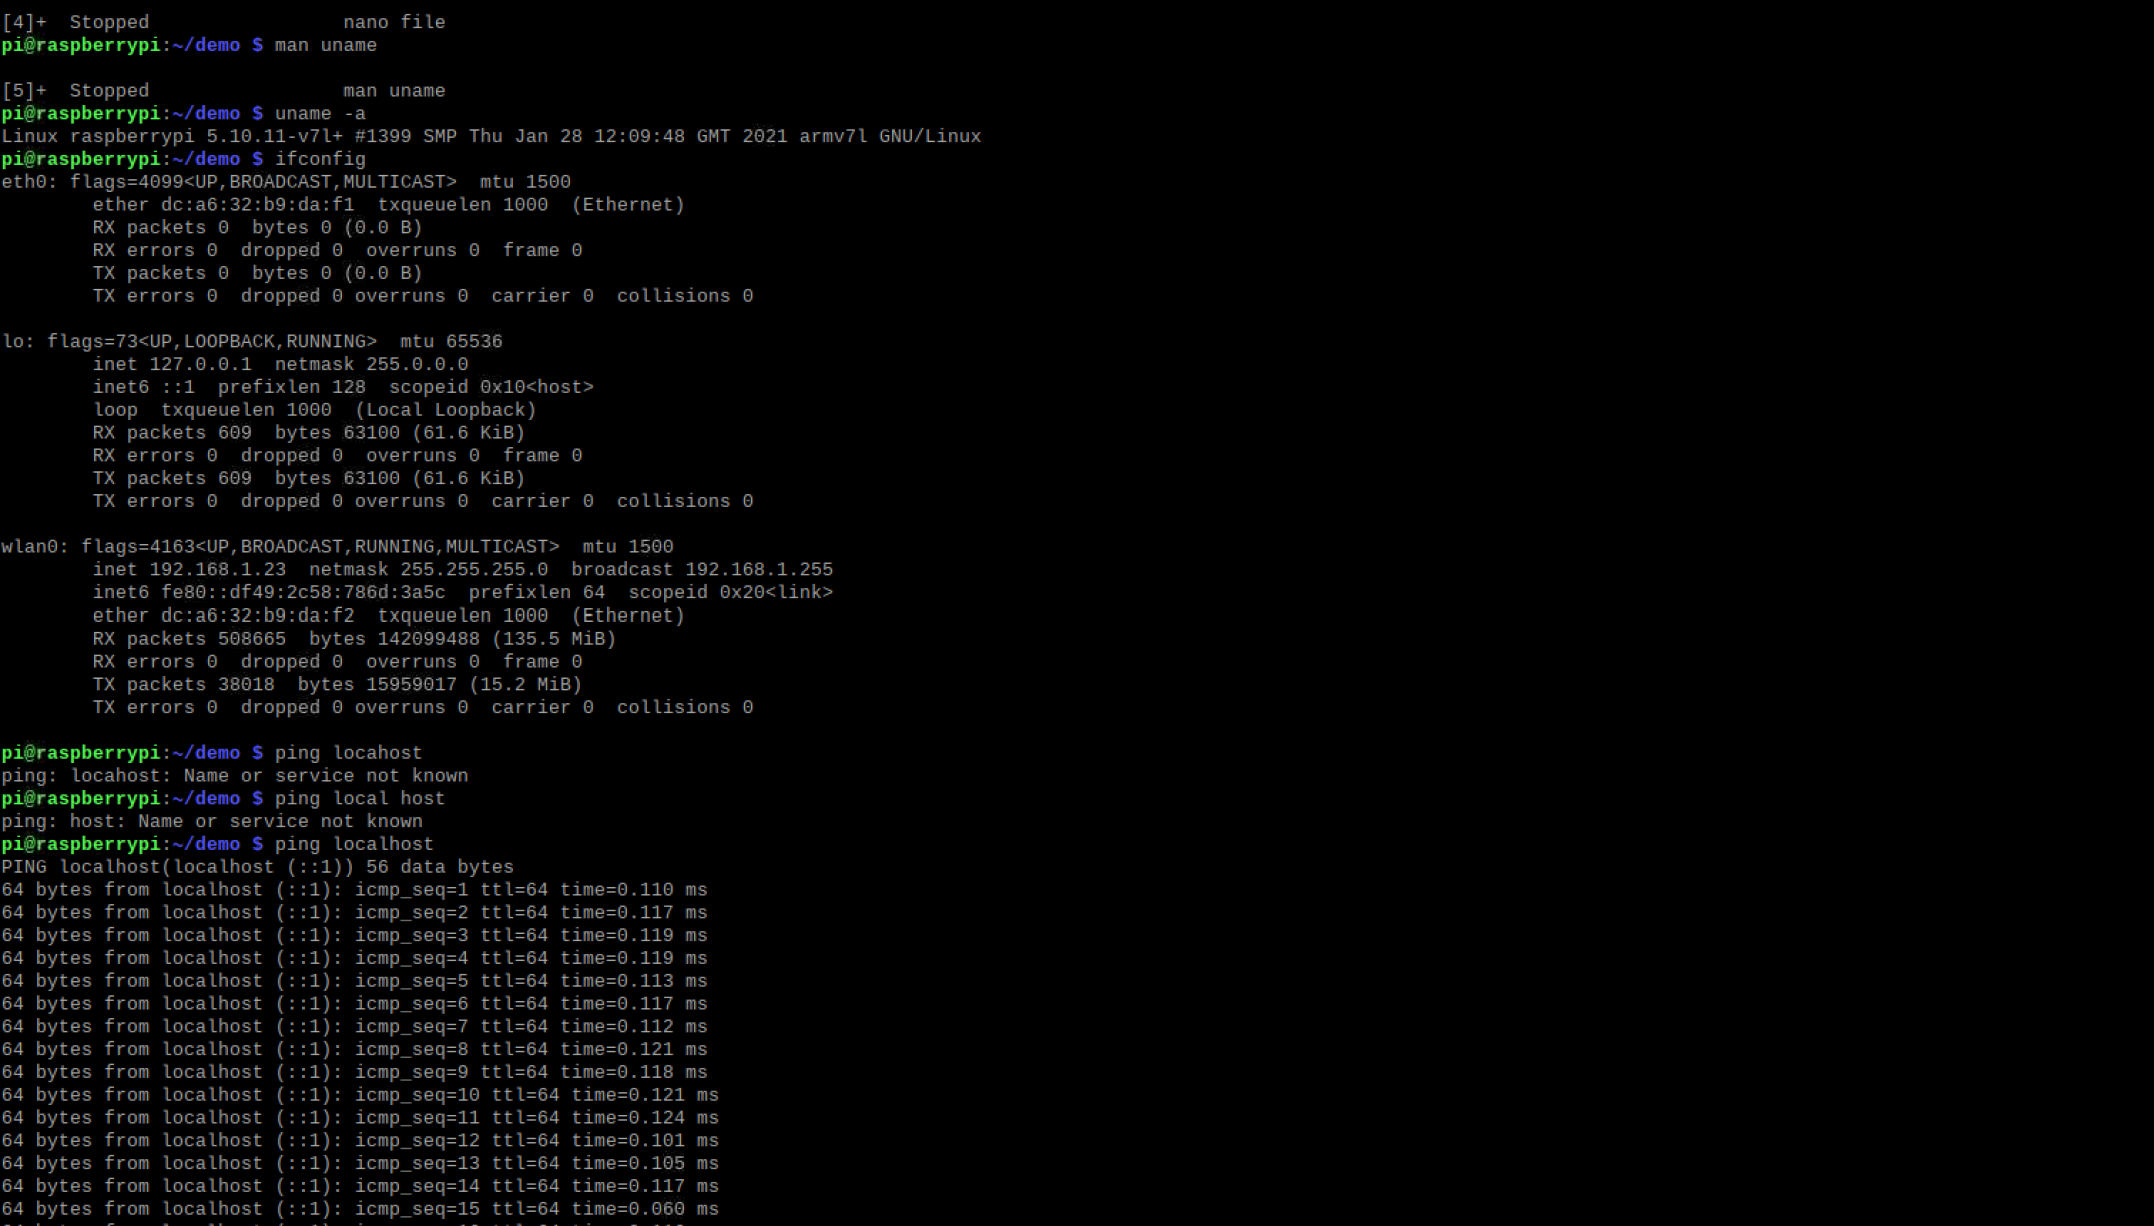 [4]+  Stopped                 nano file
pi@raspberrypi:~/demo $ man uname
[5]+  Stopped                 man uname
pi@raspberrypi:~/demo $ uname -a
Linux raspberrypi 5.10.11-v7l+ #1399 SMP Thu Jan 28 12:09:48 GMT 2021 armv7l GNU/Linux
pi@raspberrypi:~/demo $ ifconfig
eth0: flags=4099<UP,BROADCAST,MULTICAST>  mtu 1500
        ether dc:a6:32:b9:da:f1  txqueuelen 1000  (Ethernet)
        RX packets 0  bytes 0 (0.0 B)
        RX errors 0  dropped 0  overruns 0  frame 0
        TX packets 0  bytes 0 (0.0 B)
        TX errors 0  dropped 0 overruns 0  carrier 0  collisions 0
lo: flags=73<UP,LOOPBACK,RUNNING>  mtu 65536
        inet 127.0.0.1  netmask 255.0.0.0
        inet6 ::1  prefixlen 128  scopeid 0x10<host>
        loop  txqueuelen 1000  (Local Loopback)
        RX packets 609  bytes 63100 (61.6 KiB)
        RX errors 0  dropped 0  overruns 0  frame 0
        TX packets 609  bytes 63100 (61.6 KiB)
        TX errors 0  dropped 0 overruns 0  carrier 0  collisions 0
wlan0: flags=4163<UP,BROADCAST,RUNNING,MULTICAST>  mtu 1500
        inet 192.168.1.23  netmask 255.255.255.0  broadcast 192.168.1.255
        inet6 fe80::df49:2c58:786d:3a5c  prefixlen 64  scopeid 0x20<link>
        ether dc:a6:32:b9:da:f2  txqueuelen 1000  (Ethernet)
        RX packets 508665  bytes 142099488 (135.5 MiB)
        RX errors 0  dropped 0  overruns 0  frame 0
        TX packets 38018  bytes 15959017 (15.2 MiB)
        TX errors 0  dropped 0 overruns 0  carrier 0  collisions 0
pi@raspberrypi:~/demo $ ping locahost
ping: locahost: Name or service not known
pi@raspberrypi:~/demo $ ping local host
ping: host: Name or service not known
pi@raspberrypi:~/demo $ ping localhost
PING localhost(localhost (::1)) 56 data bytes
64 bytes from localhost (::1): icmp_seq=1 ttl=64 time=0.110 ms
64 bytes from localhost (::1): icmp_seq=2 ttl=64 time=0.117 ms
64 bytes from localhost (::1): icmp_seq=3 ttl=64 time=0.119 ms
64 bytes from localhost (::1): icmp_seq=4 ttl=64 time=0.119 ms
64 bytes from localhost (::1): icmp_seq=5 ttl=64 time=0.113 ms
64 bytes from localhost (::1): icmp_seq=6 ttl=64 time=0.117 ms
64 bytes from localhost (::1): icmp_seq=7 ttl=64 time=0.112 ms
64 bytes from localhost (::1): icmp_seq=8 ttl=64 time=0.121 ms
64 bytes from localhost (::1): icmp_seq=9 ttl=64 time=0.118 ms
64 bytes from localhost (::1): icmp_seq=10 ttl=64 time=0.121 ms
64 bytes from localhost (::1): icmp_seq=11 ttl=64 time=0.124 ms
64 bytes from localhost (::1): icmp_seq=12 ttl=64 time=0.101 ms
64 bytes from localhost (::1): icmp_seq=13 ttl=64 time=0.105 ms
64 bytes from localhost (::1): icmp_seq=14 ttl=64 time=0.117 ms
64 bytes from localhost (::1): icmp_seq=15 ttl=64 time=0.060 ms